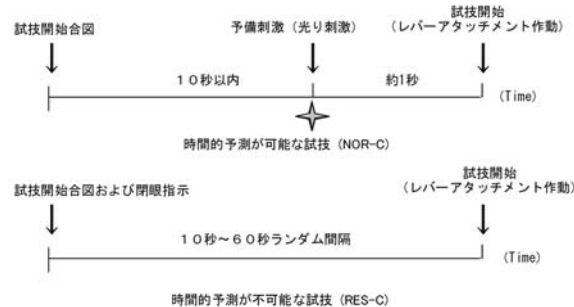 試技開始合図
予備刺激（光り刺激）
試技開始
（レバーアタッチメント作動）
１０秒以内
約1秒
(Time)
時間的予測が可能な試技 (NOR-C)
試技開始合図および閉眼指示
試技開始
（レバーアタッチメント作動）
１０秒～６０秒ランダム間隔
(Time)
時間的予測が不可能な試技 (RES-C)